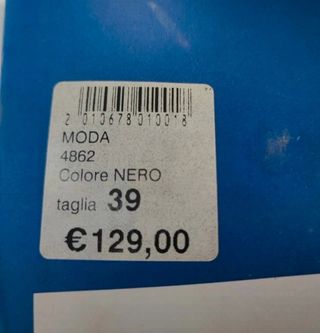 2 010678 010018
MODA
4862
Colore NERO
taglia 39
€129,00